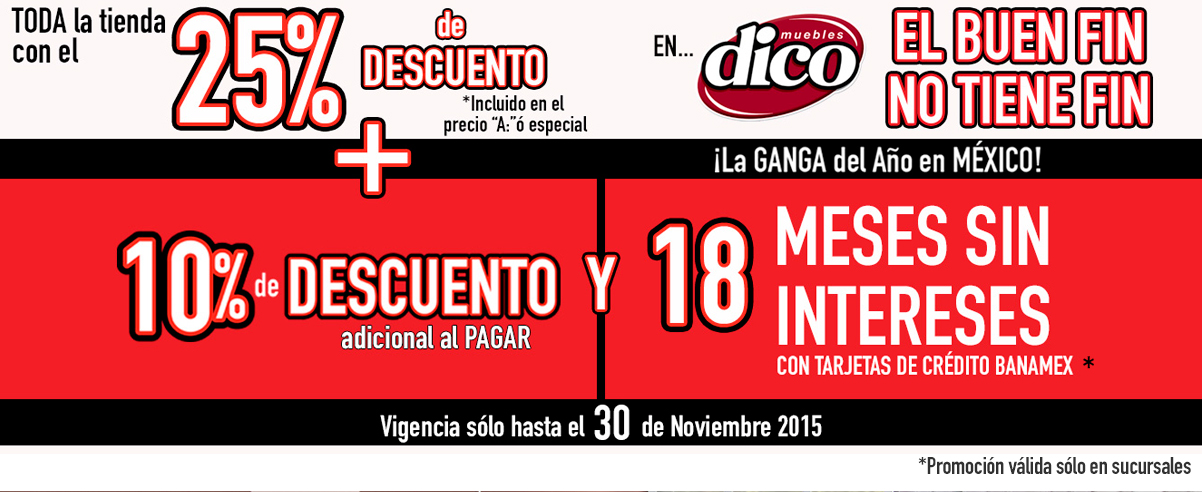 TODA la tienda
con el
25%
de
DESCUENTO
*Incluido en el
precio “A:”ó especial
EN...
muebles
dico
EL BUEN FIN
NO TIENE FIN
+
¡La GANGA del Año en MÉXICO!
10% de DESCUENTO
adicional al PAGAR
Y
18
MESES SIN
INTERESES
CON TARJETAS DE CRÉDITO BANAMEX *
Vigencia sólo hasta el 30 de Noviembre 2015
*Promoción válida sólo en sucursales